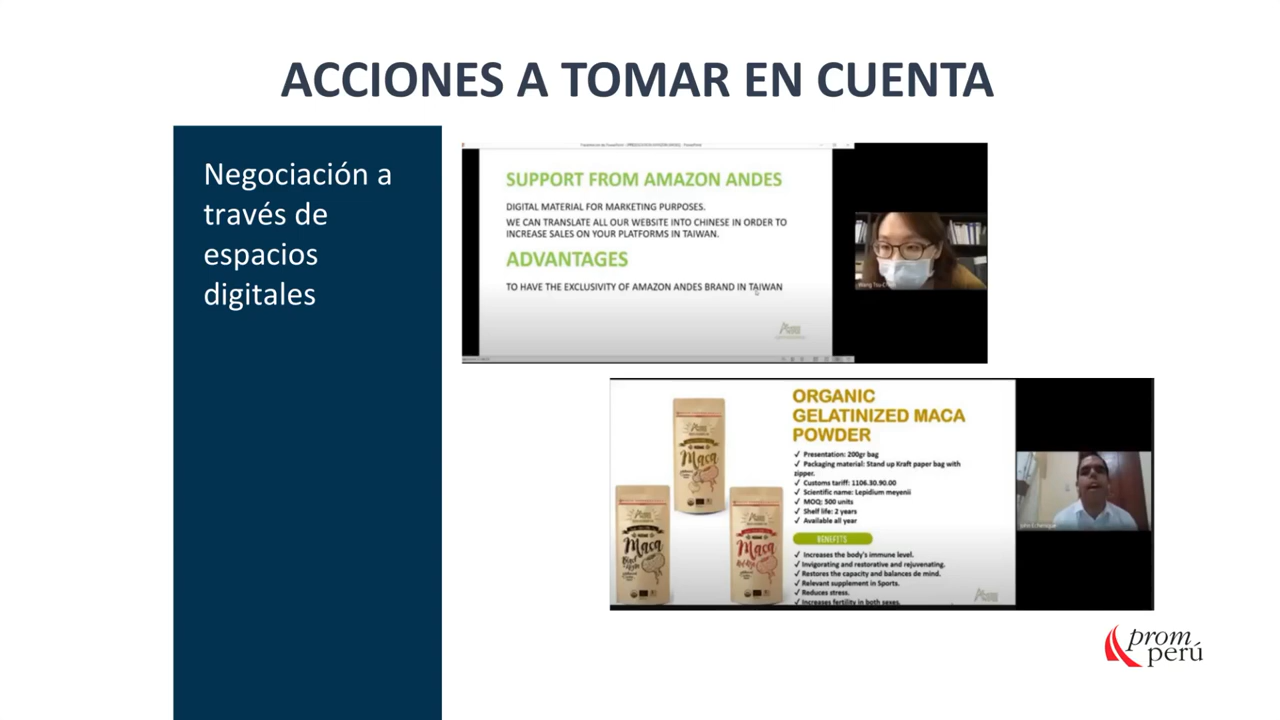 ACCIONES A TOMAR EN CUENTA
Negociación a
través de
espacios
digitales
SUPPORT FROM AMAZON ANDES
DIGITAL MATERIAL FOR MARKETING PURPOSES.
WE CAN TRANSLATE ALL OUR WEBSITE INTO CHINESE IN ORDER TO
INCREASE SALES ON YOUR PLATFORMS IN TAIWAN.
ADVANTAGES
TO HAVE THE EXCLUSIVITY OF AMAZON ANDES BRAND IN TAIWAN
ORGANIC
GELATINIZED MACA
POWDER
✓ Presentation: 200gr bag
✓ Packaging material: Stand up Kraft paper bag with
zipper.
✓ Customs tariff: 1106.30.90.00
✓ Scientific name: Lepidium meyenii
✓ MOQ: 500 units
✓ Shelf life: 2 years
✓ Available all year
BENEFITS
✓ Increases the body's immune level.
✓ Invigorating and restorative and rejuvenating.
✓ Restores the capacity and balances de mind.
✓ Relevant supplement in Sports.
✓ Reduces stress.
✓ Increases fertility in both sexes.
Maca
Maca
Maca
prom
perú